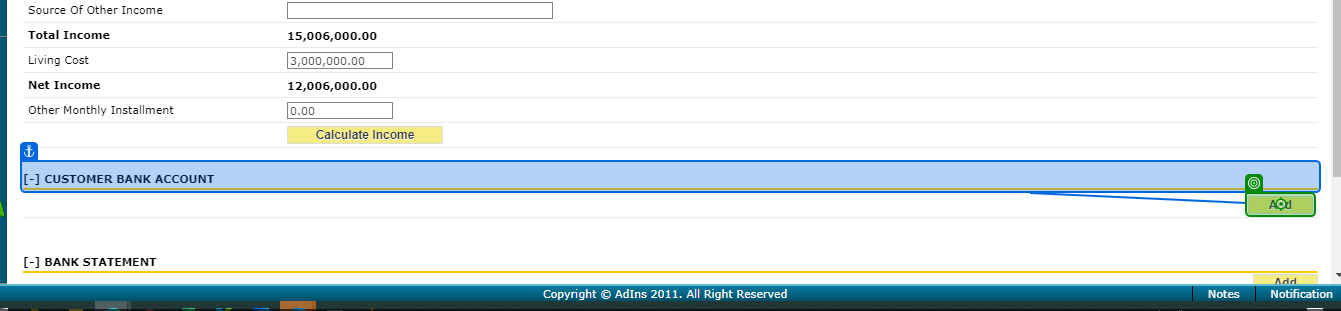 Source Of Other Income
Total Income 15,006,000.00
Living Cost 3,000,000.00
Net Income 12,006,000.00
Other Monthly Installment 0.00
Calculate Income
[-] CUSTOMER BANK ACCOUNT
Add
[-] BANK STATEMENT
Add
Copyright © AdIns 2011. All Right Reserved Notes Notification